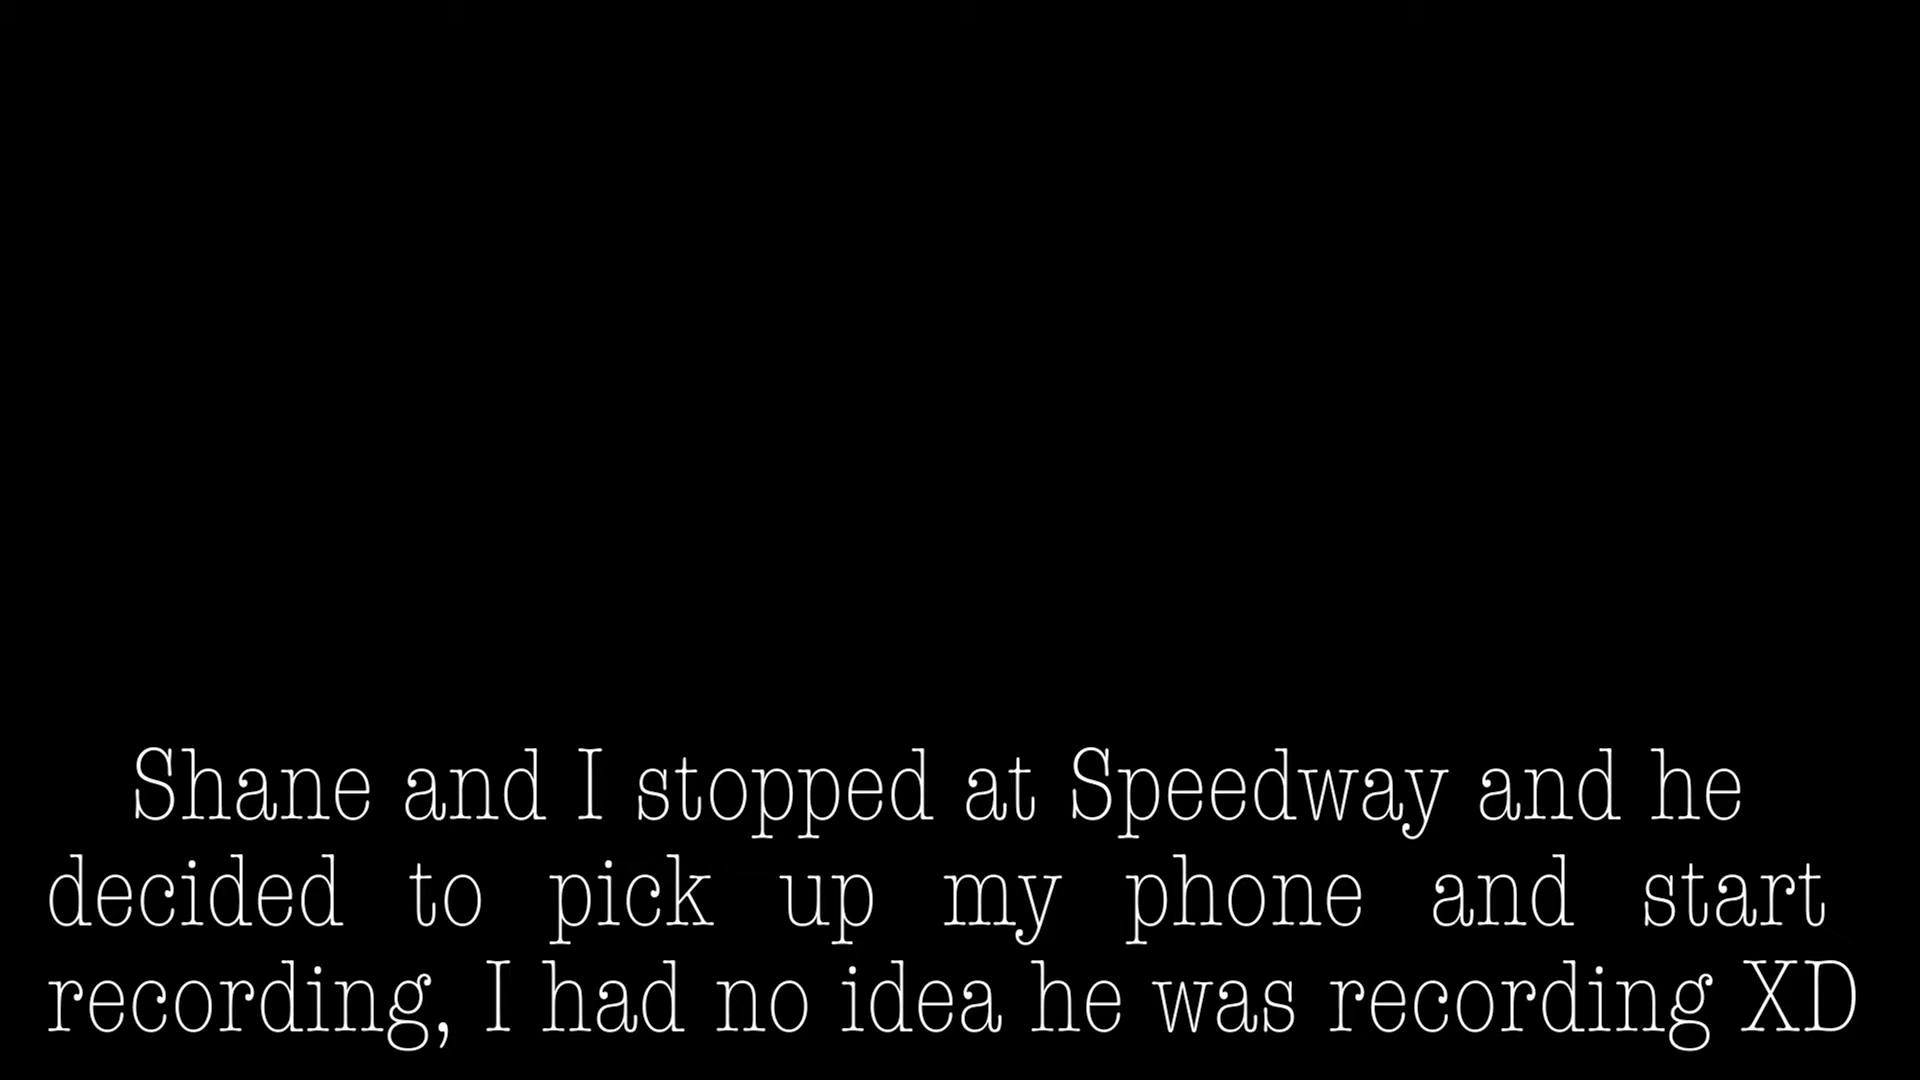 Shane and I stopped at Speedway and he
decided to pick up my phone and start
recording, I had no idea he was recording XD